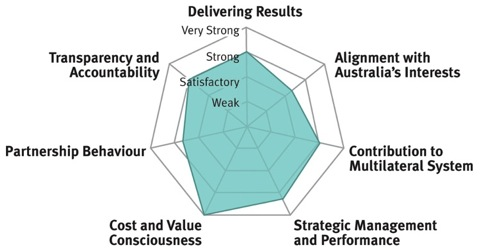 Delivering Results
Very Strong
Strong
Satisfactory
Weak
Transparency and
Accountability
Alignment with
Australia's Interests
Partnership Behaviour
Contribution to
Multilateral System
Cost and Value
Consciousness
Strategic Management
and Performance